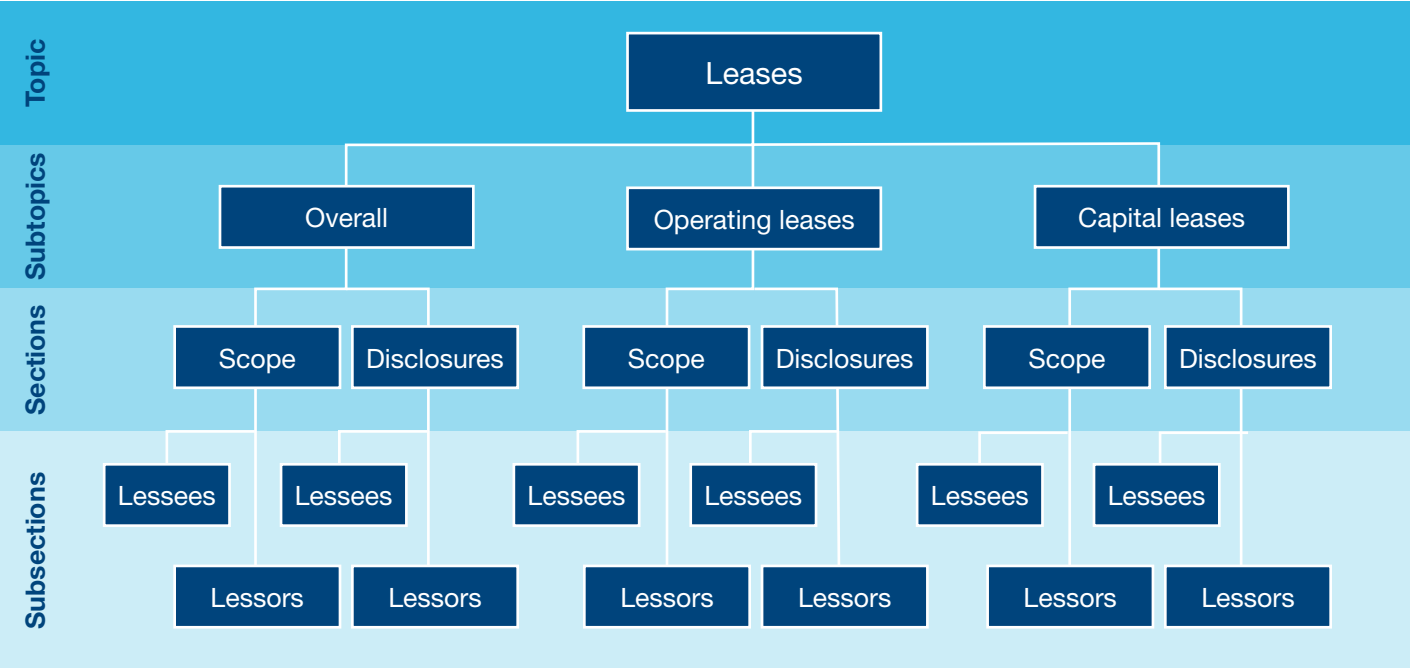 Topic
Leases
Subtopics
Overall
Operating leases
Capital leases
Sections
Scope
Disclosures
Scope
Disclosures
Scope
Disclosures
Subsections
Lessees
Lessees
Lessees
Lessees
Lessees
Lessees
Lessors
Lessors
Lessors
Lessors
Lessors
Lessors